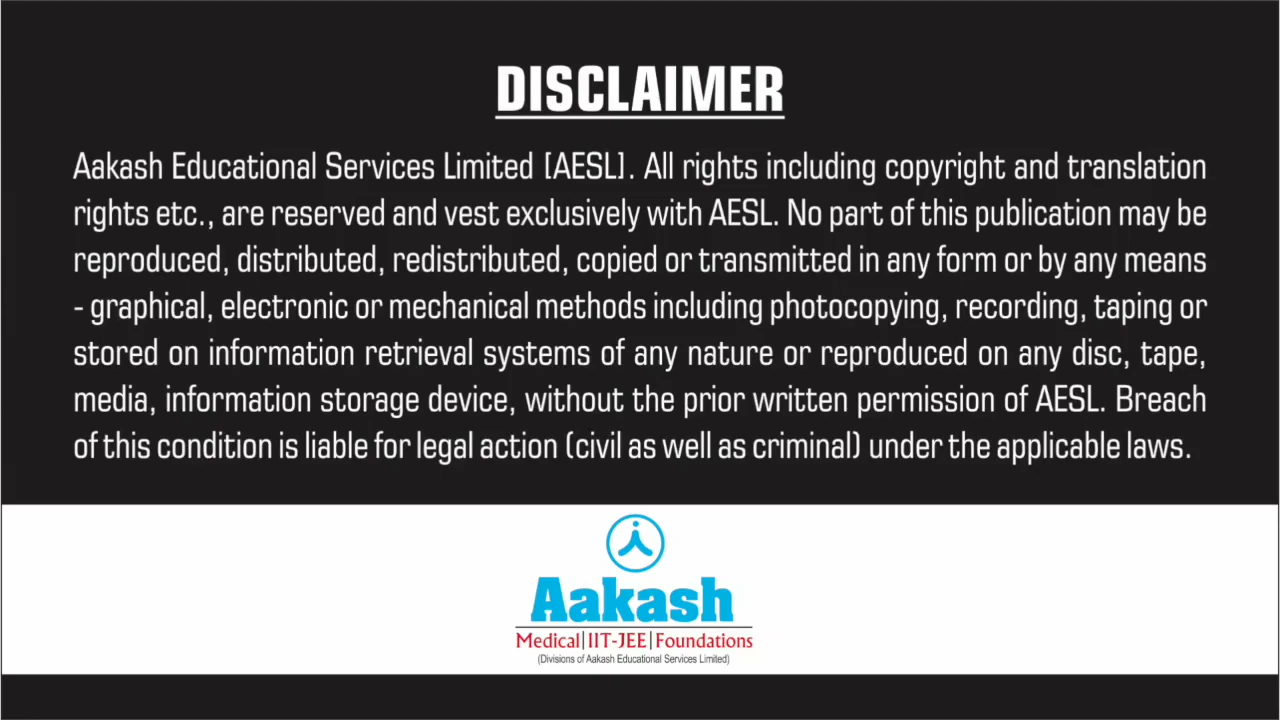 DISCLAIMER
Aakash Educational Services Limited [AESL]. All rights including copyright and translation
rights etc., are reserved and vest exclusively with AESL. No part of this publication may be
reproduced, distributed, redistributed, copied or transmitted in any form or by any means
- graphical, electronic or mechanical methods including photocopying, recording, taping or
stored on information retrieval systems of any nature or reproduced on any disc, tape,
media, information storage device, without the prior written permission of AESL. Breach
of this condition is liable for legal action (civil as well as criminal) under the applicable laws.
Aakash
Medical|IIT-JEE|Foundations
(Divisions of Aakash Educational Services Limited)